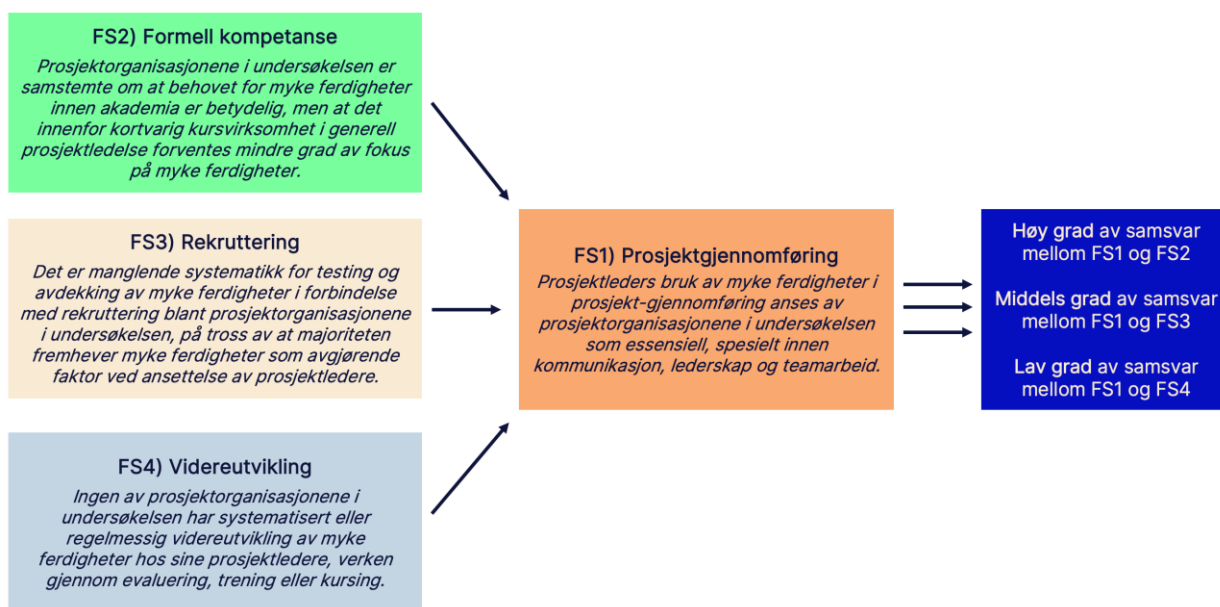 FS2) Formell kompetanse
Prosjektorganisasjonene i undersøkelsen er
samstemte om at behovet for myke ferdigheter
innen akademia er betydelig, men at det
innenfor kortvarig kursvirksomhet i generell
prosjektledelse forventes mindre grad av fokus
på myke ferdigheter.
FS3) Rekruttering
Det er manglende systematikk for testing og
avdekking av myke ferdigheter i forbindelse
med rekruttering blant prosjektorganisasjonene
i undersøkelsen, på tross av at majoriteten
fremhever myke ferdigheter som avgjørende
faktor ved ansettelse av prosjektledere.
FS4) Videreutvikling
Ingen av prosjektorganisasjonene i
undersøkelsen har systematisert eller
regelmessig videreutvikling av myke
ferdigheter hos sine prosjektledere, verken
gjennom evaluering, trening eller kursing.
FS1) Prosjektgjennomføring
Prosjektleders bruk av myke ferdigheter i
prosjekt-gjennomføring anses av
prosjektorganisasjonene i undersøkelsen
som essensiell, spesielt innen
kommunikasjon, lederskap og teamarbeid.
Høy grad av samsvar
mellom FS1 og FS2
Middels grad av samsvar
mellom FS1 og FS3
Lav grad av samsvar
mellom FS1 og FS4